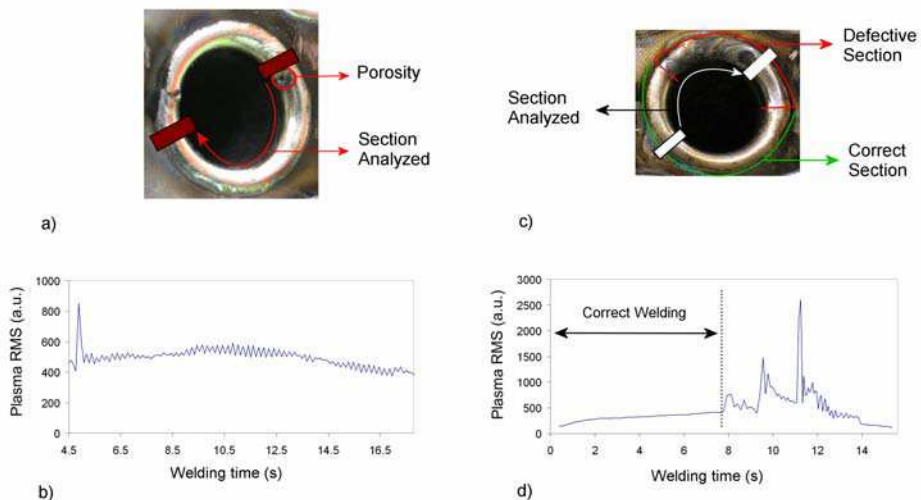 Porosity
Section
Analyzed
a)
Defective
Section
Section
Analyzed
Correct
Section
c)
Plasma RMS (a.u.)
1000
800
600
400
200
0
4.5 6.5 8.5 10.5 12.5 14.5 16.5
Welding time (s)
b)
Plasma RMS (a.u.)
3000
2500
2000
1500
1000
500
0
Correct Welding
0 2 4 6 8 10 12 14
Welding time (s)
d)